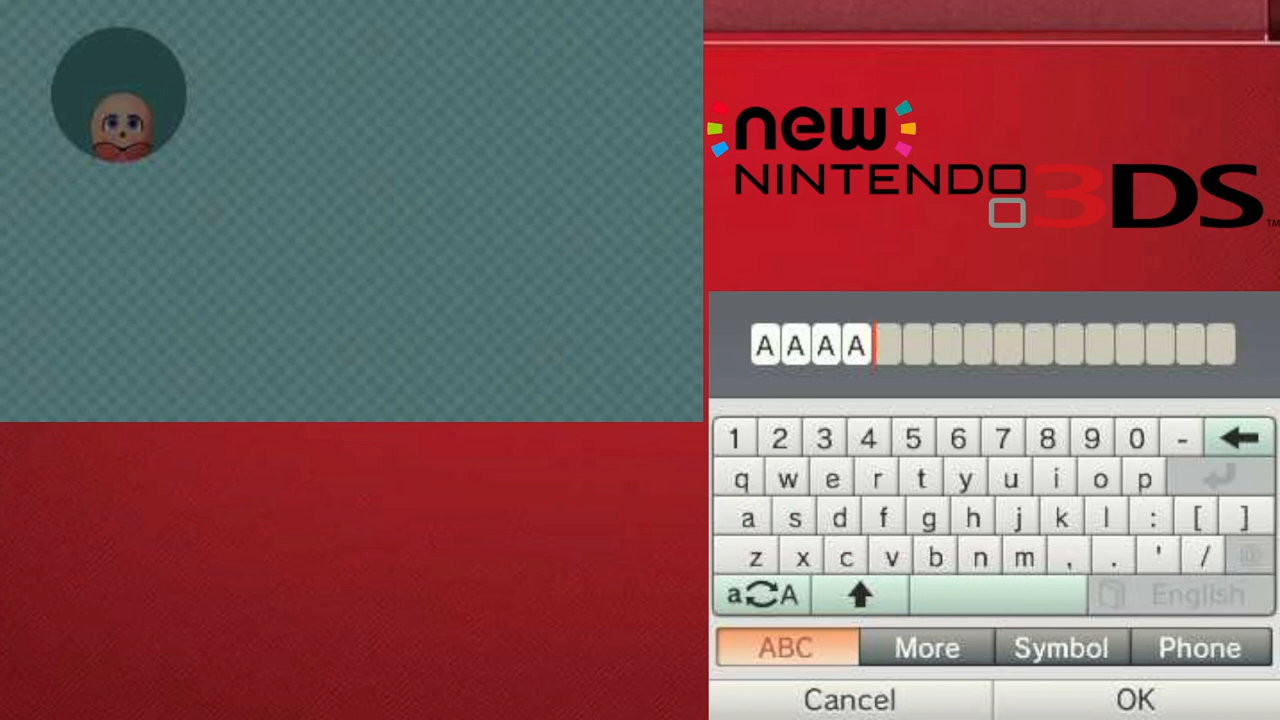 new
NINTENDO 3DS
TM
A A A A
1 2 3 4 5 6 7 8 9 0 -
q w e r t y u i o p
a s d f g h j k l : [ ]
z x c v b n m , . ' /
a A English
ABC More Symbol Phone
Cancel OK